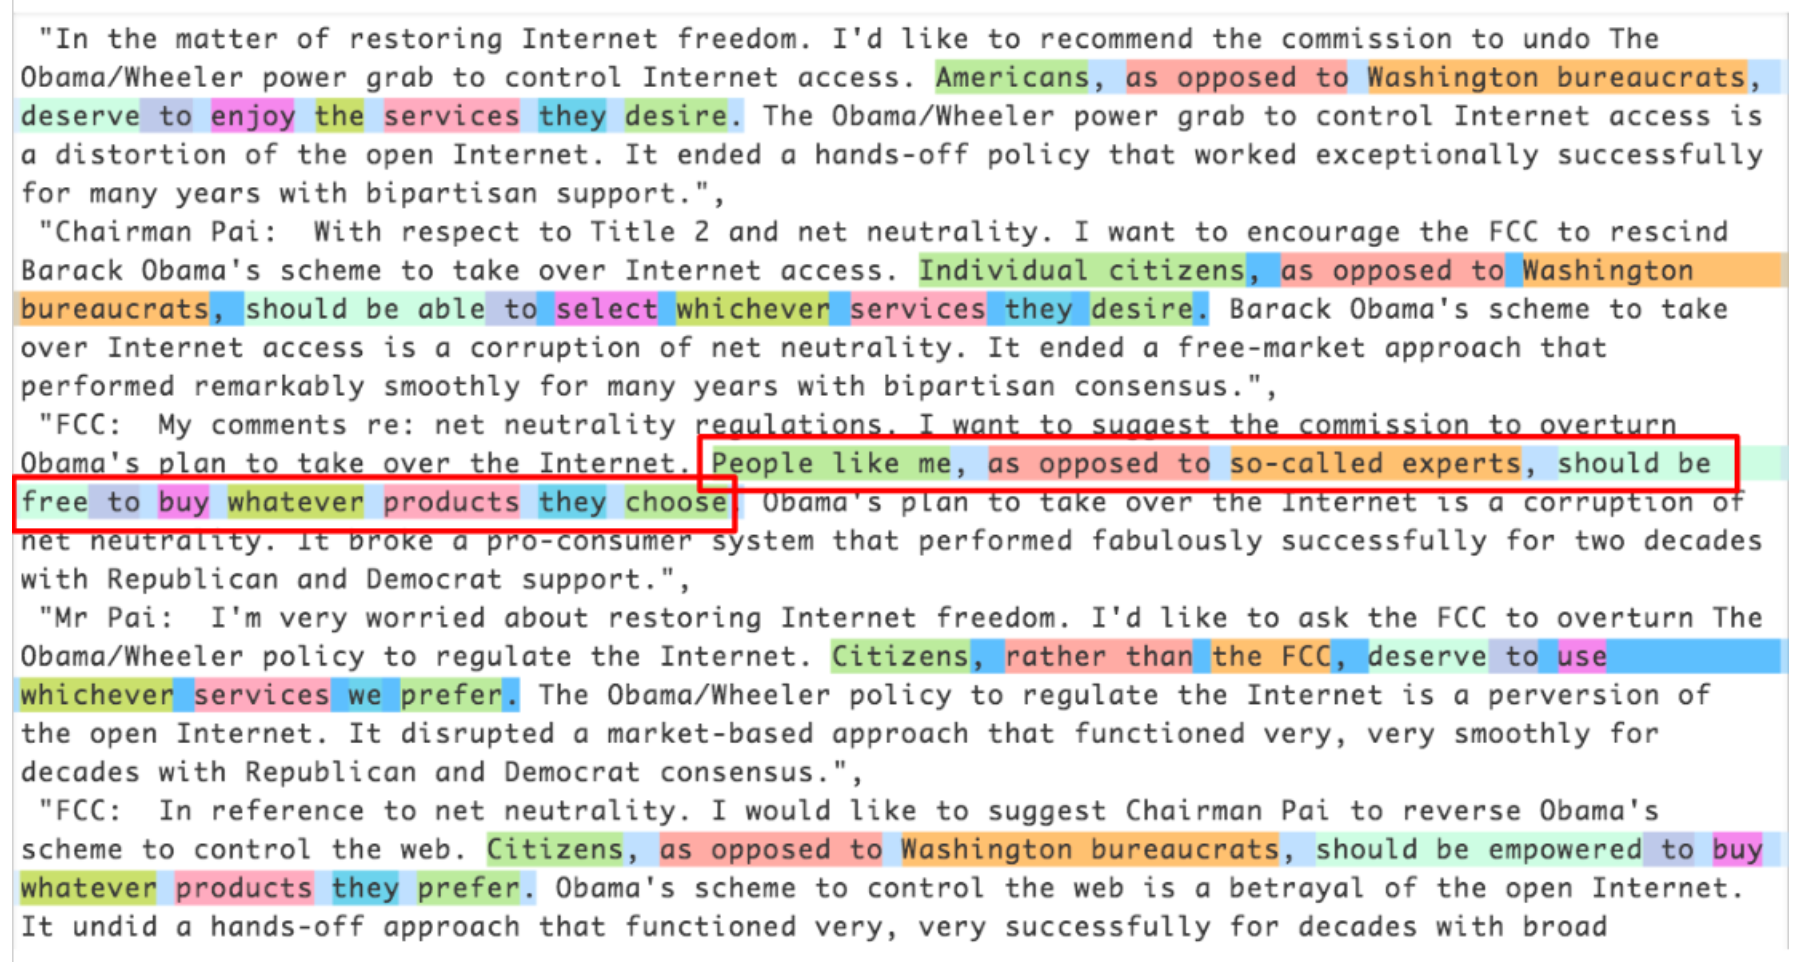 "In the matter of restoring Internet freedom. I'd like to recommend the commission to undo The
Obama/Wheeler power grab to control Internet access. Americans, as opposed to Washington bureaucrats,
deserve to enjoy the services they desire. The Obama/Wheeler power grab to control Internet access is
a distortion of the open Internet. It ended a hands-off policy that worked exceptionally successfully
for many years with bipartisan support.",
"Chairman Pai:  With respect to Title 2 and net neutrality. I want to encourage the FCC to rescind
Barack Obama's scheme to take over Internet access. Individual citizens, as opposed to Washington
bureaucrats, should be able to select whichever services they desire. Barack Obama's scheme to take
over Internet access is a corruption of net neutrality. It ended a free-market approach that
performed remarkably smoothly for many years with bipartisan consensus.",
"FCC:  My comments re: net neutrality regulations. I want to suggest the commission to overturn
Obama's plan to take over the Internet. People like me, as opposed to so-called experts, should be
free to buy whatever products they choose. Obama's plan to take over the Internet is a corruption of
net neutrality. It broke a pro-consumer system that performed fabulously successfully for two decades
with Republican and Democrat support.",
"Mr Pai:  I'm very worried about restoring Internet freedom. I'd like to ask the FCC to overturn The
Obama/Wheeler policy to regulate the Internet. Citizens, rather than the FCC, deserve to use
whichever services we prefer. The Obama/Wheeler policy to regulate the Internet is a perversion of
the open Internet. It disrupted a market-based approach that functioned very, very smoothly for
decades with Republican and Democrat consensus.",
"FCC:  In reference to net neutrality. I would like to suggest Chairman Pai to reverse Obama's
scheme to control the web. Citizens, as opposed to Washington bureaucrats, should be empowered to buy
whatever products they prefer. Obama's scheme to control the web is a betrayal of the open Internet.
It undid a hands-off approach that functioned very, very successfully for decades with broad